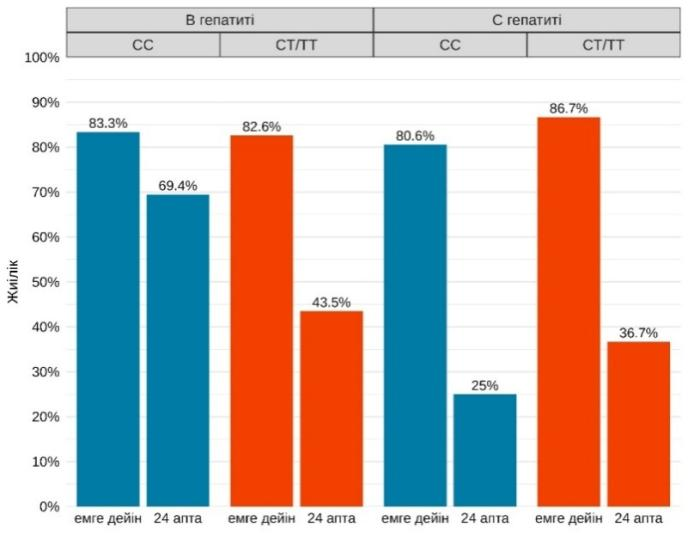 В гепатиті С гепатиті
СС СТ/ТТ СС СТ/ТТ
100%
90%
80%
70%
60%
50%
40%
30%
20%
10%
0%
Жиілік
83.3% 69.4% 82.6% 43.5% 80.6% 25% 86.7% 36.7%
емге дейін 24 апта емге дейін 24 апта емге дейін 24 апта емге дейін 24 апта